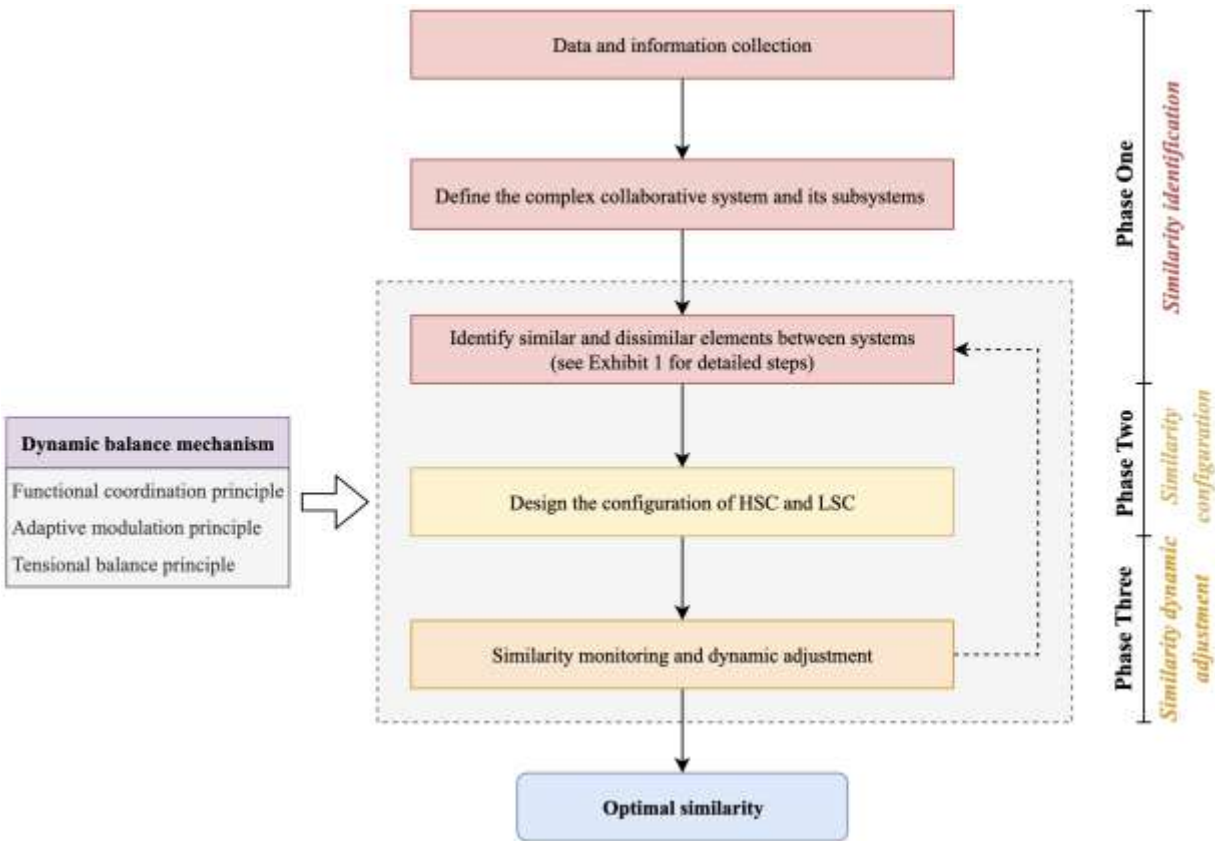 Data and information collection
Define the complex collaborative system and its subsystems
Identify similar and dissimilar elements between systems
(see Exhibit 1 for detailed steps)
Dynamic balance mechanism
Functional coordination principle
Adaptive modulation principle
Tensional balance principle
Design the configuration of HSC and LSC
Similarity monitoring and dynamic adjustment
Optimal similarity
Phase One
Similarity identification
Phase Two
Similarity
configuration
Phase Three
Similarity dynamic
adjustment